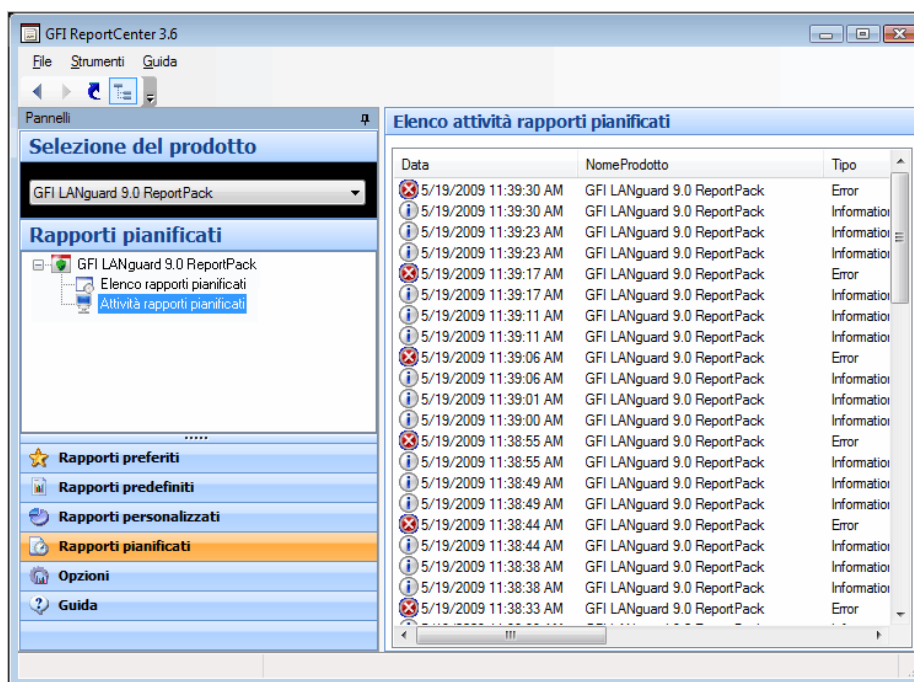 GFI ReportCenter 3.6
File Strumenti Guida
Pannelli
Selezione del prodotto
GFI LANguard 9.0 ReportPack
Rapporti pianificati
GFI LANguard 9.0 ReportPack
Elenco rapporti pianificati
Attività rapporti pianificati
Rapporti preferiti
Rapporti predefiniti
Rapporti personalizzati
Rapporti pianificati
Opzioni
Guida
Elenco attività rapporti pianificati
Data NomeProdotto Tipo
5/19/2009 11:39:30 AM GFI LANguard 9.0 ReportPack Error
5/19/2009 11:39:30 AM GFI LANguard 9.0 ReportPack Information
5/19/2009 11:39:23 AM GFI LANguard 9.0 ReportPack Information
5/19/2009 11:39:23 AM GFI LANguard 9.0 ReportPack Information
5/19/2009 11:39:17 AM GFI LANguard 9.0 ReportPack Error
5/19/2009 11:39:17 AM GFI LANguard 9.0 ReportPack Information
5/19/2009 11:39:11 AM GFI LANguard 9.0 ReportPack Information
5/19/2009 11:39:11 AM GFI LANguard 9.0 ReportPack Information
5/19/2009 11:39:06 AM GFI LANguard 9.0 ReportPack Error
5/19/2009 11:39:06 AM GFI LANguard 9.0 ReportPack Information
5/19/2009 11:39:01 AM GFI LANguard 9.0 ReportPack Information
5/19/2009 11:39:00 AM GFI LANguard 9.0 ReportPack Information
5/19/2009 11:38:55 AM GFI LANguard 9.0 ReportPack Error
5/19/2009 11:38:55 AM GFI LANguard 9.0 ReportPack Information
5/19/2009 11:38:49 AM GFI LANguard 9.0 ReportPack Information
5/19/2009 11:38:49 AM GFI LANguard 9.0 ReportPack Information
5/19/2009 11:38:44 AM GFI LANguard 9.0 ReportPack Error
5/19/2009 11:38:44 AM GFI LANguard 9.0 ReportPack Information
5/19/2009 11:38:38 AM GFI LANguard 9.0 ReportPack Information
5/19/2009 11:38:38 AM GFI LANguard 9.0 ReportPack Information
5/19/2009 11:38:33 AM GFI LANguard 9.0 ReportPack Error